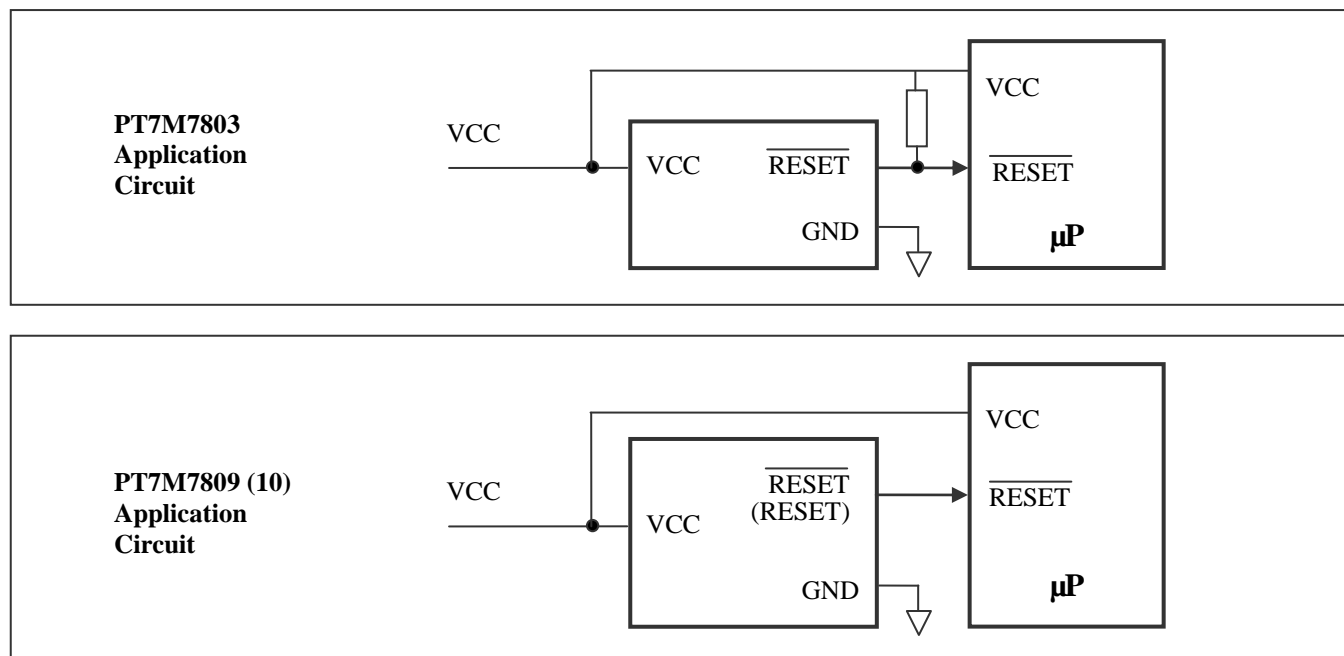 PT7M7803
Application
Circuit
VCC
VCC
RESET
GND
VCC
RESET
µP
PT7M7809 (10)
Application
Circuit
VCC
VCC
RESET
(RESET)
GND
VCC
RESET
µP